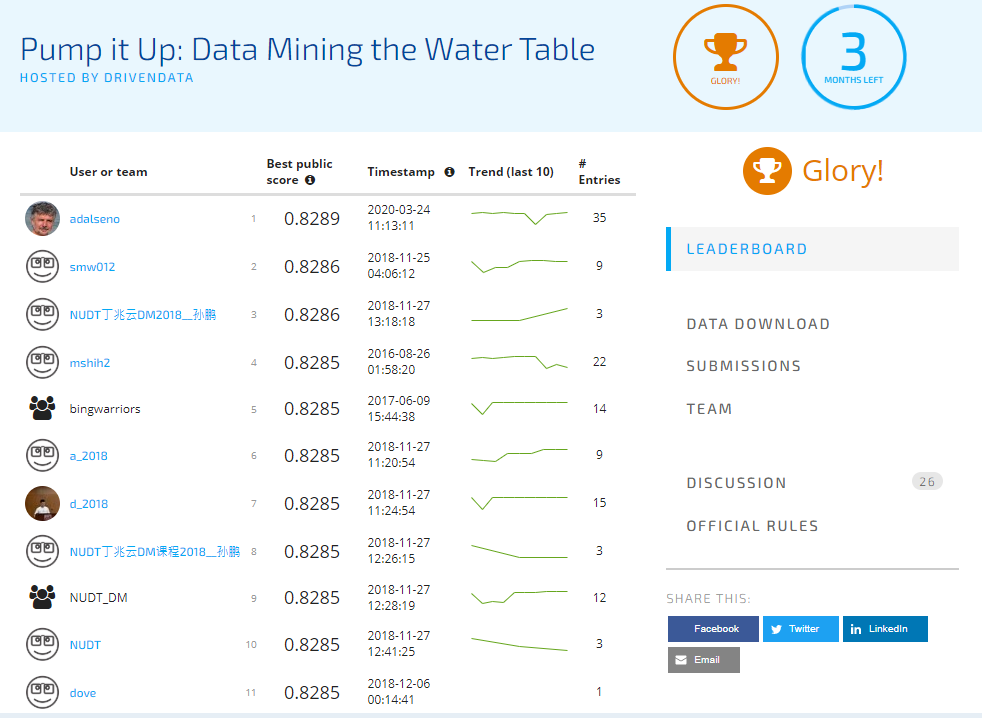 Pump it Up: Data Mining the Water Table
HOSTED BY DRIVENDATA
GLORY!
3
MONTHS LEFT
User or team
Best public
score
Timestamp
Trend (last 10)
#
Entries
adalseno 1 0.8289 2020-03-24
11:13:11
35
smw012 2 0.8286 2018-11-25
04:06:12
9
NUDT丁兆云DM2018__孙鹏 3 0.8286 2018-11-27
13:18:18
3
mshih2 4 0.8285 2016-08-26
01:58:20
22
bingwarriors 5 0.8285 2017-06-09
15:44:38
14
a_2018 6 0.8285 2018-11-27
11:20:54
9
d_2018 7 0.8285 2018-11-27
11:24:54
15
NUDT丁兆云DM课程2018__孙鹏 8 0.8285 2018-11-27
12:26:15
3
NUDT_DM 9 0.8285 2018-11-27
12:28:19
12
NUDT 10 0.8285 2018-11-27
12:41:25
3
dove 11 0.8285 2018-12-06
00:14:41
1
Glory!
LEADERBOARD
DATA DOWNLOAD
SUBMISSIONS
TEAM
DISCUSSION 26
OFFICIAL RULES
SHARE THIS:
Facebook
Twitter
LinkedIn
Email